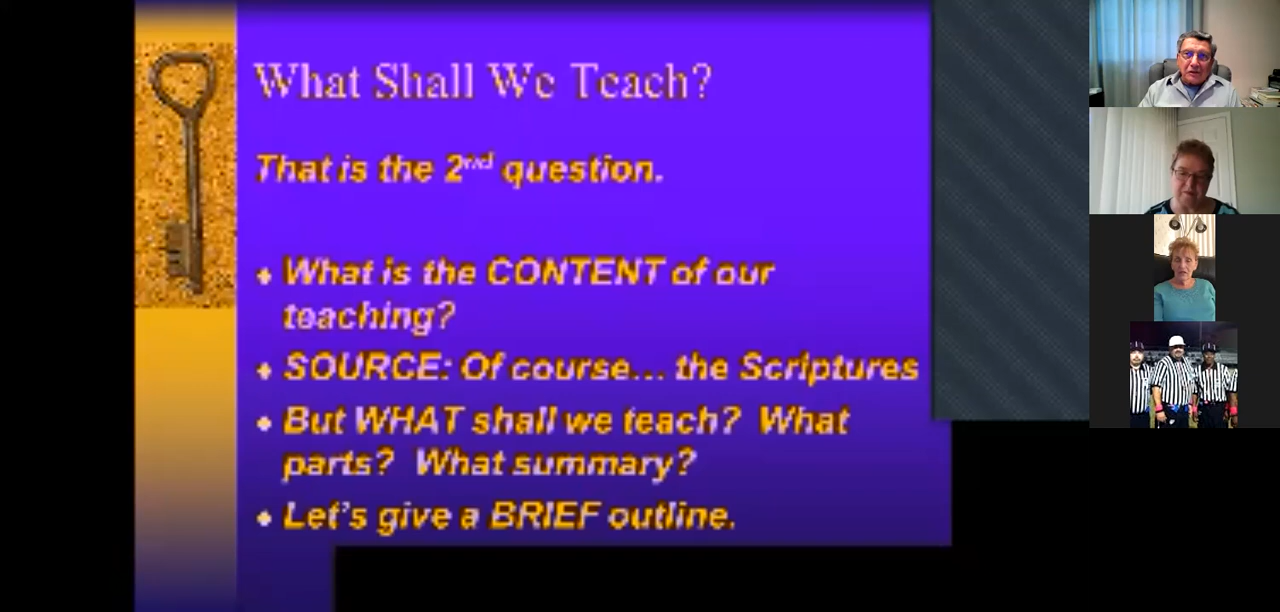 What Shall We Teach?
That is the 2nd question.
What is the CONTENT of our
teaching?
SOURCE: Of course... the Scriptures
But WHAT shall we teach? What
parts? What summary?
Let's give a BRIEF outline.